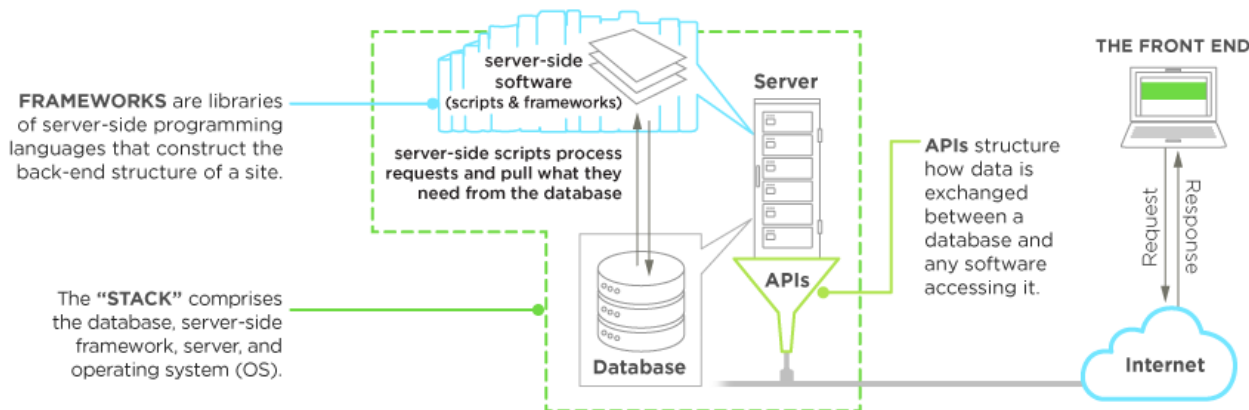 FRAMEWORKS are libraries
of server-side programming
languages that construct the
back-end structure of a site.
The “STACK” comprises
the database, server-side
framework, server, and
operating system (OS).
server-side
software
(scripts & frameworks)
server-side scripts process
requests and pull what they
need from the database
Database
Server
APIs
APIs structure
how data is
exchanged
between a
database and
any software
accessing it.
THE FRONT END
Request
Response
Internet